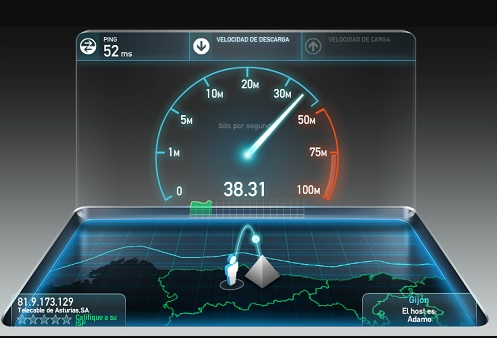 PING
52 ms
VELOCIDAD DE DESCARGA
VELOCIDAD DE CARGA
20M
10M
30M
5M
50M
bits por segundo
1M
75M
0
38.31
100M
81.9.173.129
Telecable de Asturias,SA
Califique a su
ISP
Gijón
El host es:
Adamo